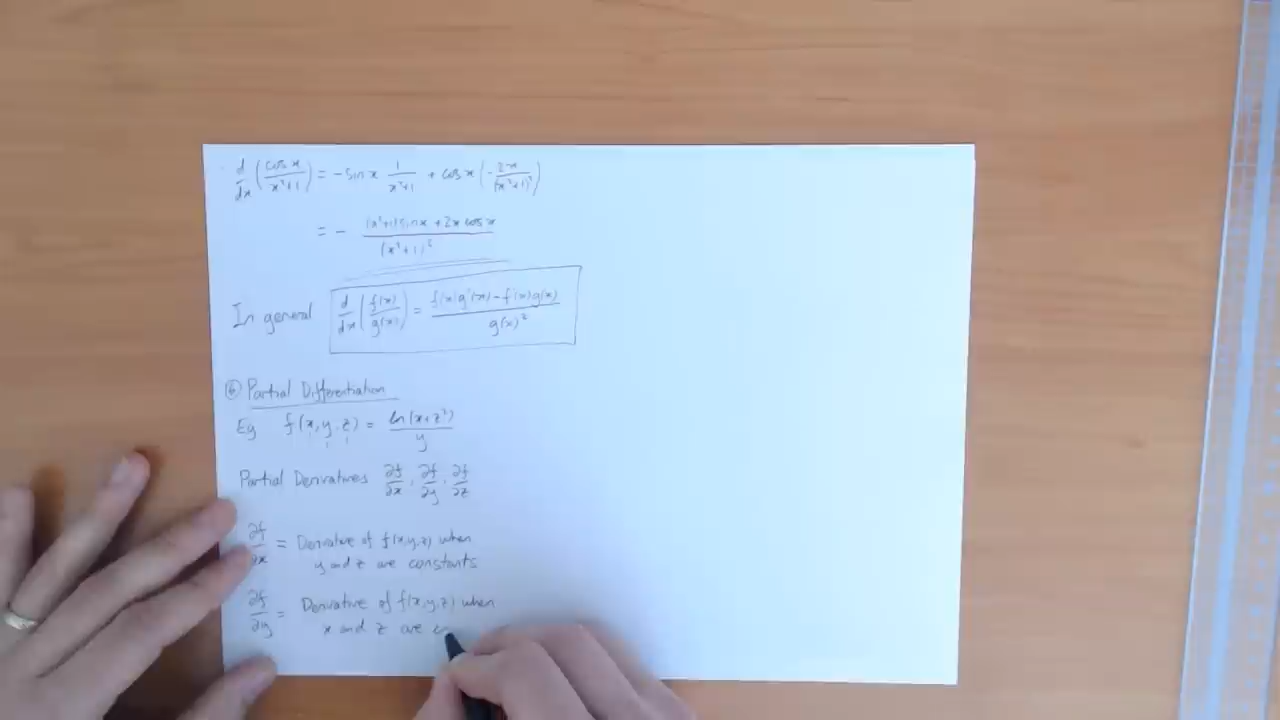 d/dx (cos x / x²+1) = - sin x 1/x²+1 + cos x (- 2x/(x²+1)²)
= - (x²+1) sin x + 2x cos x / (x²+1)²
In general d/dx (f(x)/g(x)) = f(x)g'(x) - f'(x)g(x) / g(x)²
⑥ Partial Differentiation
Eg f(x,y,z) = ln(x+z²) / y
Partial Derivatives ∂f/∂x, ∂f/∂y, ∂f/∂z
∂f/∂x = Derivative of f(x,y,z) when
y and z are constants
∂f/∂y = Derivative of f(x,y,z) when
x and z are